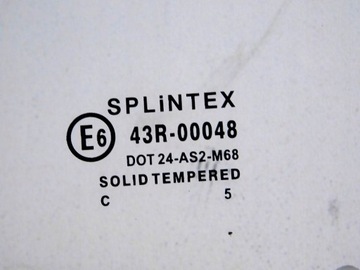 SPLiNTEX
E6 43R-00048
DOT 24-AS2-M68
SOLID TEMPERED
C 5